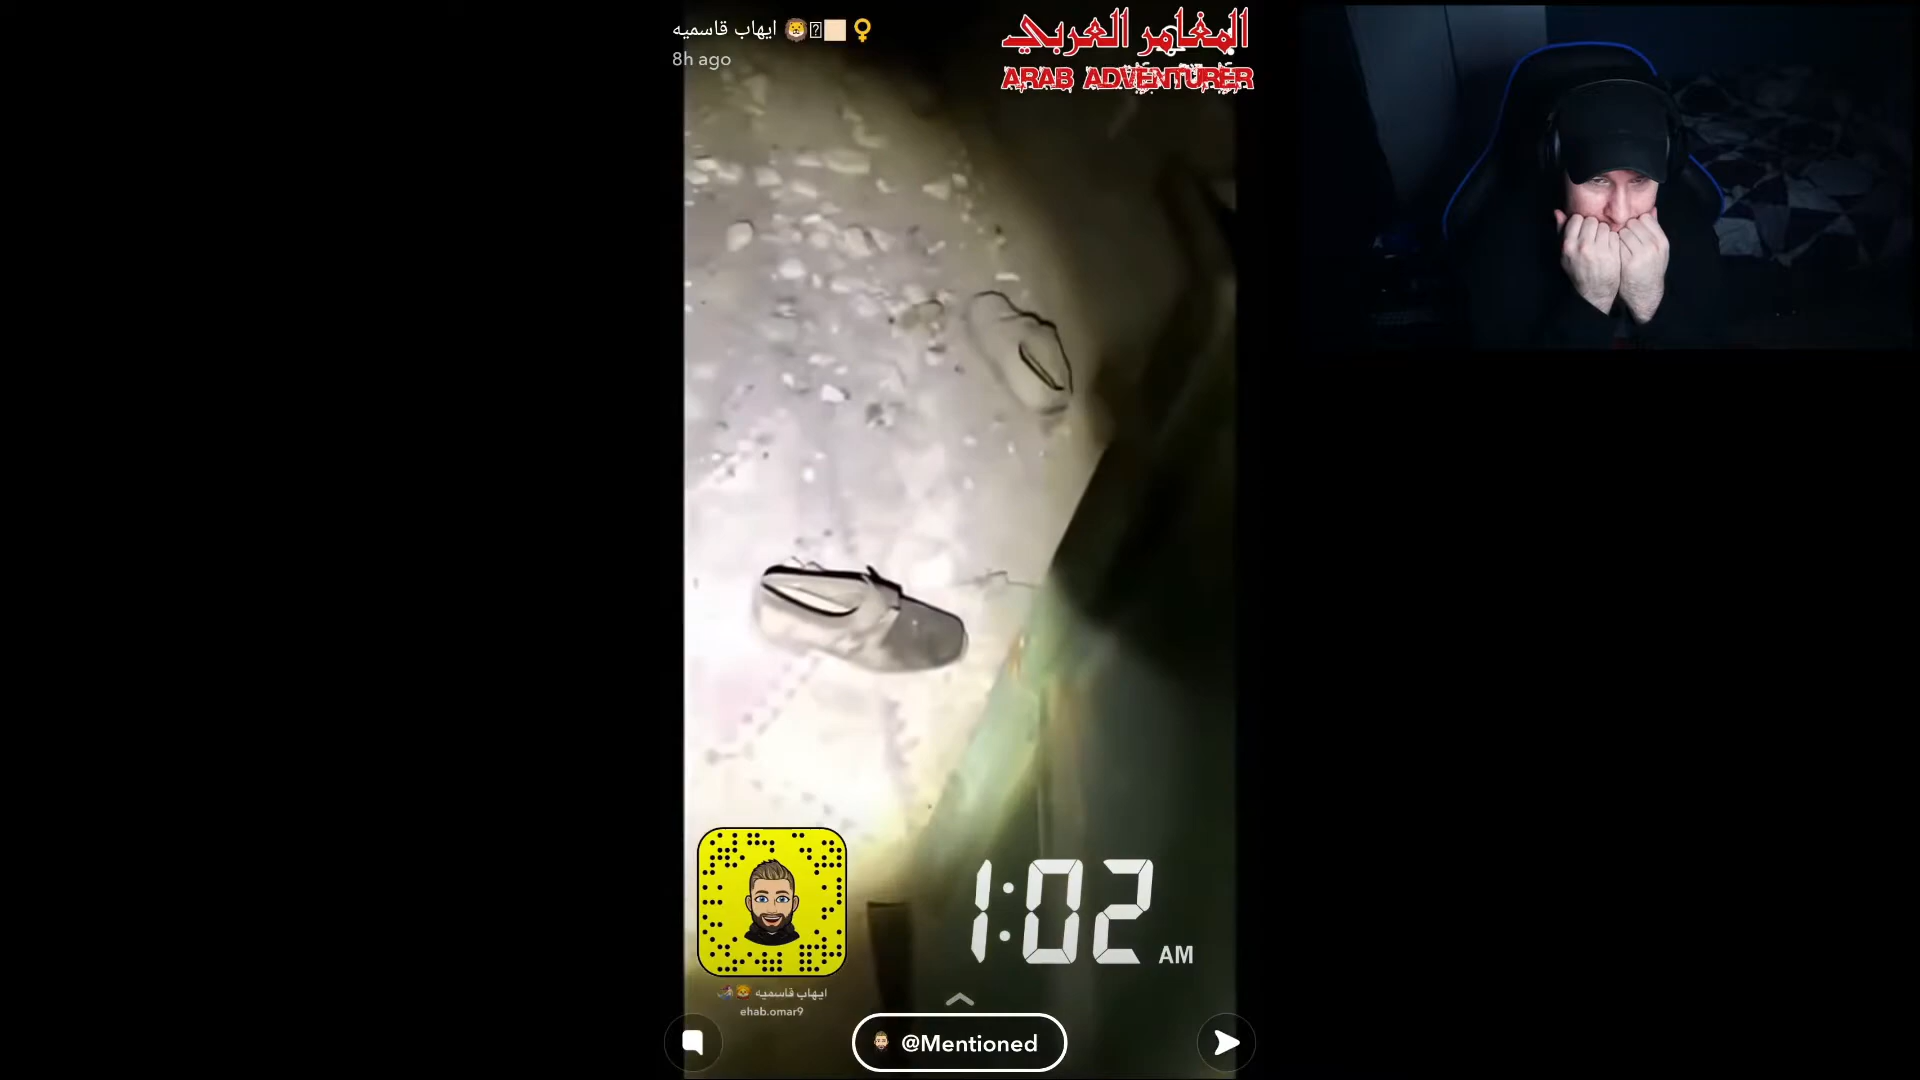 ايهاب قاسميه
8h ago
المغامر العربي
ARAB ADVENTURER
1:02 AM
ايهاب قاسميه
ehab.omar9
@Mentioned